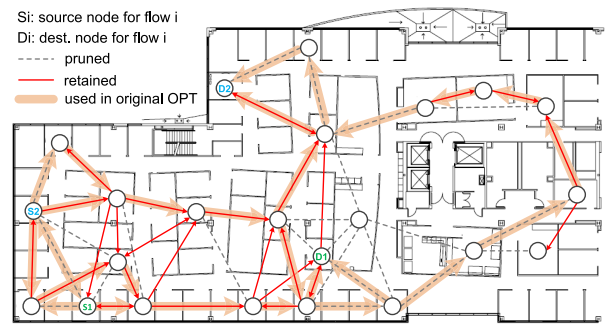 Si: source node for flow i
Di: dest. node for flow i
pruned
retained
used in original OPT
D2
S2
D1
S1